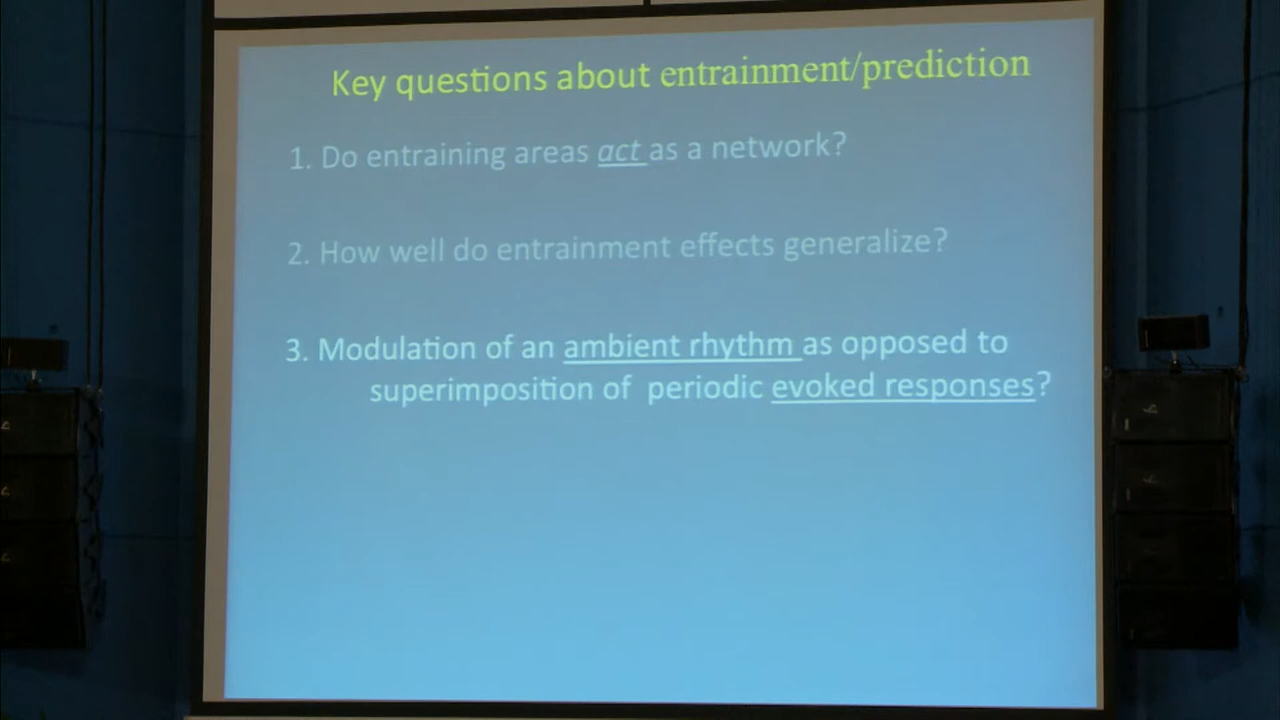 Key questions about entrainment/prediction
1. Do entraining areas act as a network?
2. How well do entrainment effects generalize?
3. Modulation of an ambient rhythm as opposed to
superimposition of periodic evoked responses?